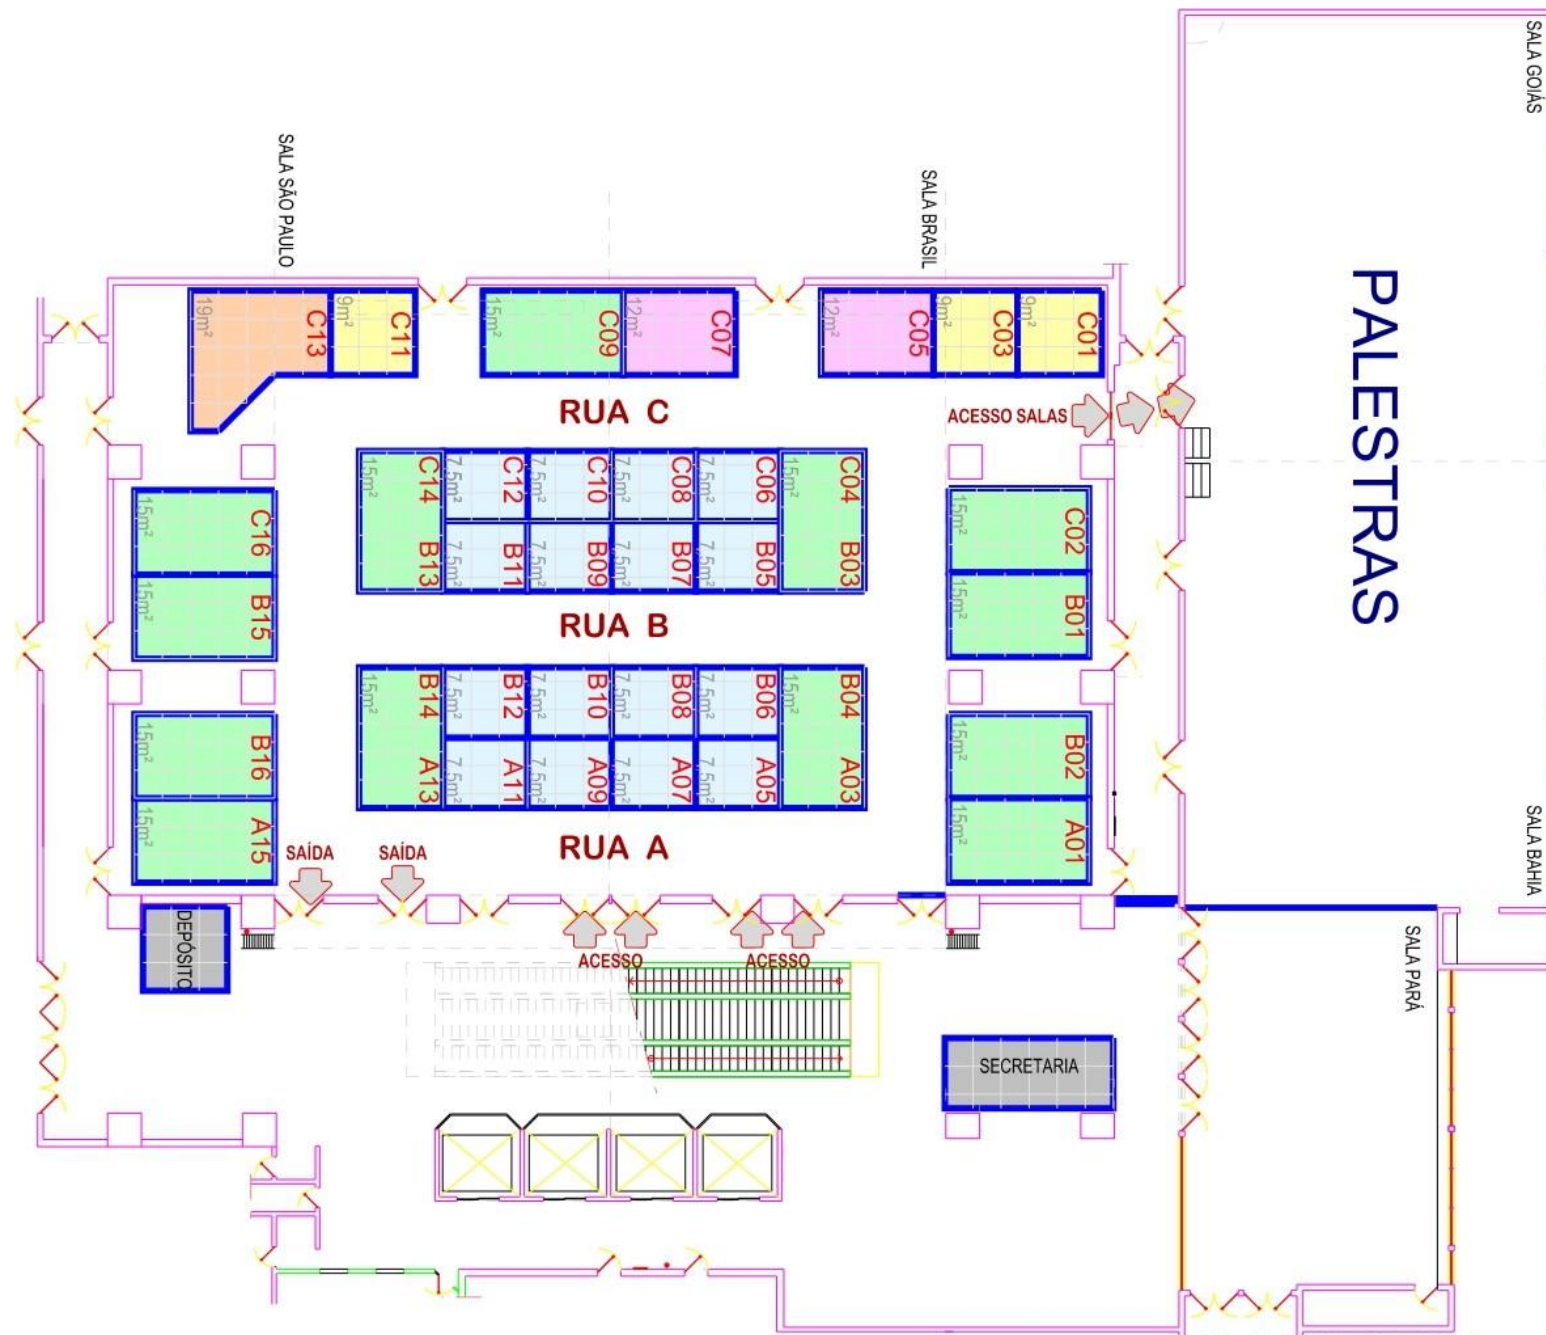 SALA GOIÁS
SALA SÃO PAULO
SALA BRASIL
PALESTRAS
C13
19m²
C11
9m²
C09
15m²
C07
12m²
C05
12m²
C03
9m²
C01
9m²
RUA C
ACESSO SALAS
C14
15m²
C12
7.5m²
C10
7.5m²
C08
7.5m²
C06
7.5m²
C04
15m²
C16
15m²
C02
15m²
B13
B11
7.5m²
B09
7.5m²
B07
7.5m²
B05
7.5m²
B03
B15
15m²
B01
15m²
RUA B
B14
15m²
B12
7.5m²
B10
7.5m²
B08
7.5m²
B06
7.5m²
B04
15m²
B16
15m²
B02
15m²
A13
A11
7.5m²
A09
7.5m²
A07
7.5m²
A05
7.5m²
A03
A15
15m²
A01
15m²
RUA A
SAÍDA
SAÍDA
SALA BAHIA
DEPÓSITO
ACESSO
ACESSO
SALA PARÁ
SECRETARIA